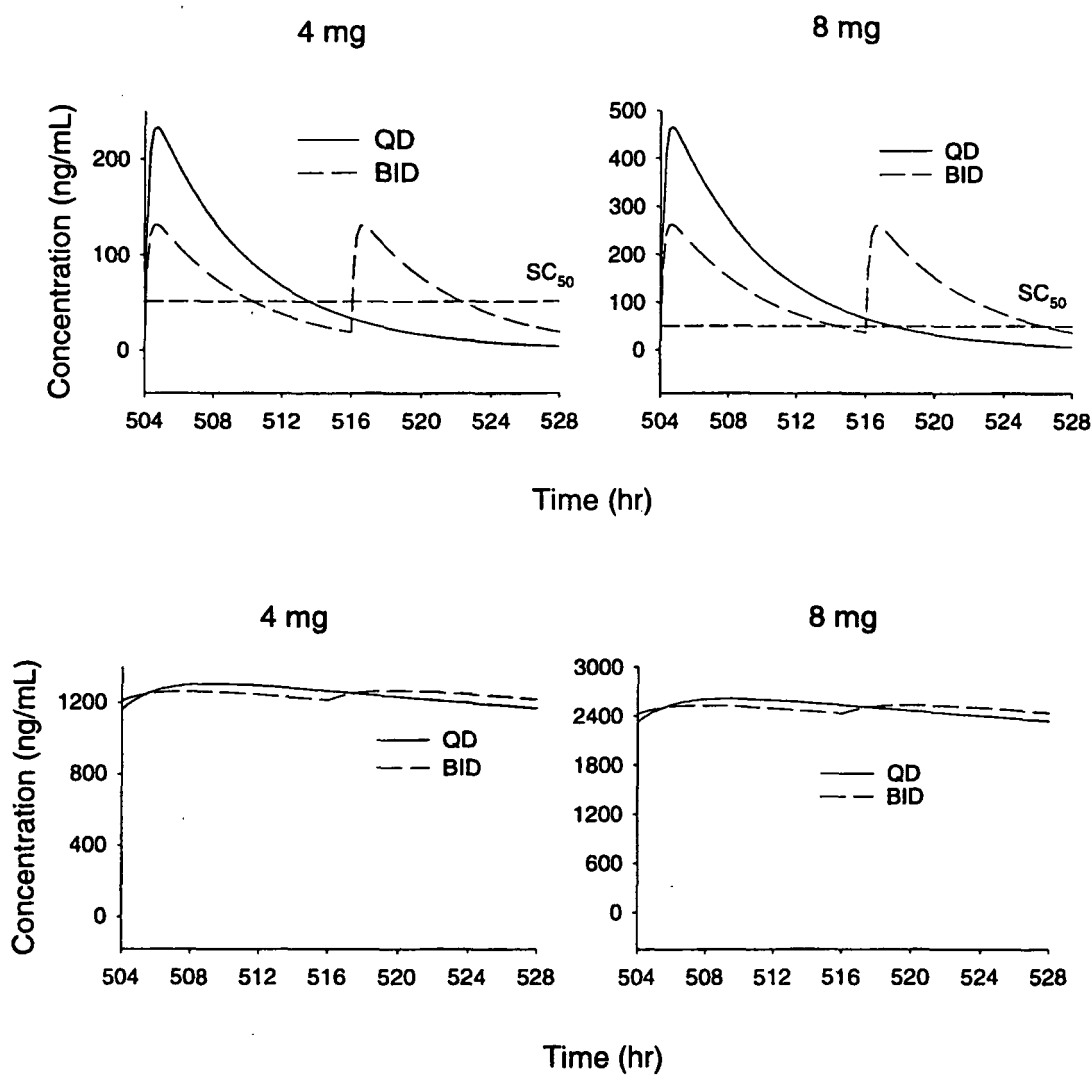 4 mg
8 mg
Concentration (ng/mL)
200
100
0
QD
BID
SC50
504 508 512 516 520 524 528
500
400
300
200
100
0
QD
BID
SC50
504 508 512 516 520 524 528
Time (hr)
4 mg
8 mg
Concentration (ng/mL)
1200
800
400
0
QD
BID
504 508 512 516 520 524 528
3000
2400
1800
1200
600
0
QD
BID
504 508 512 516 520 524 528
Time (hr)